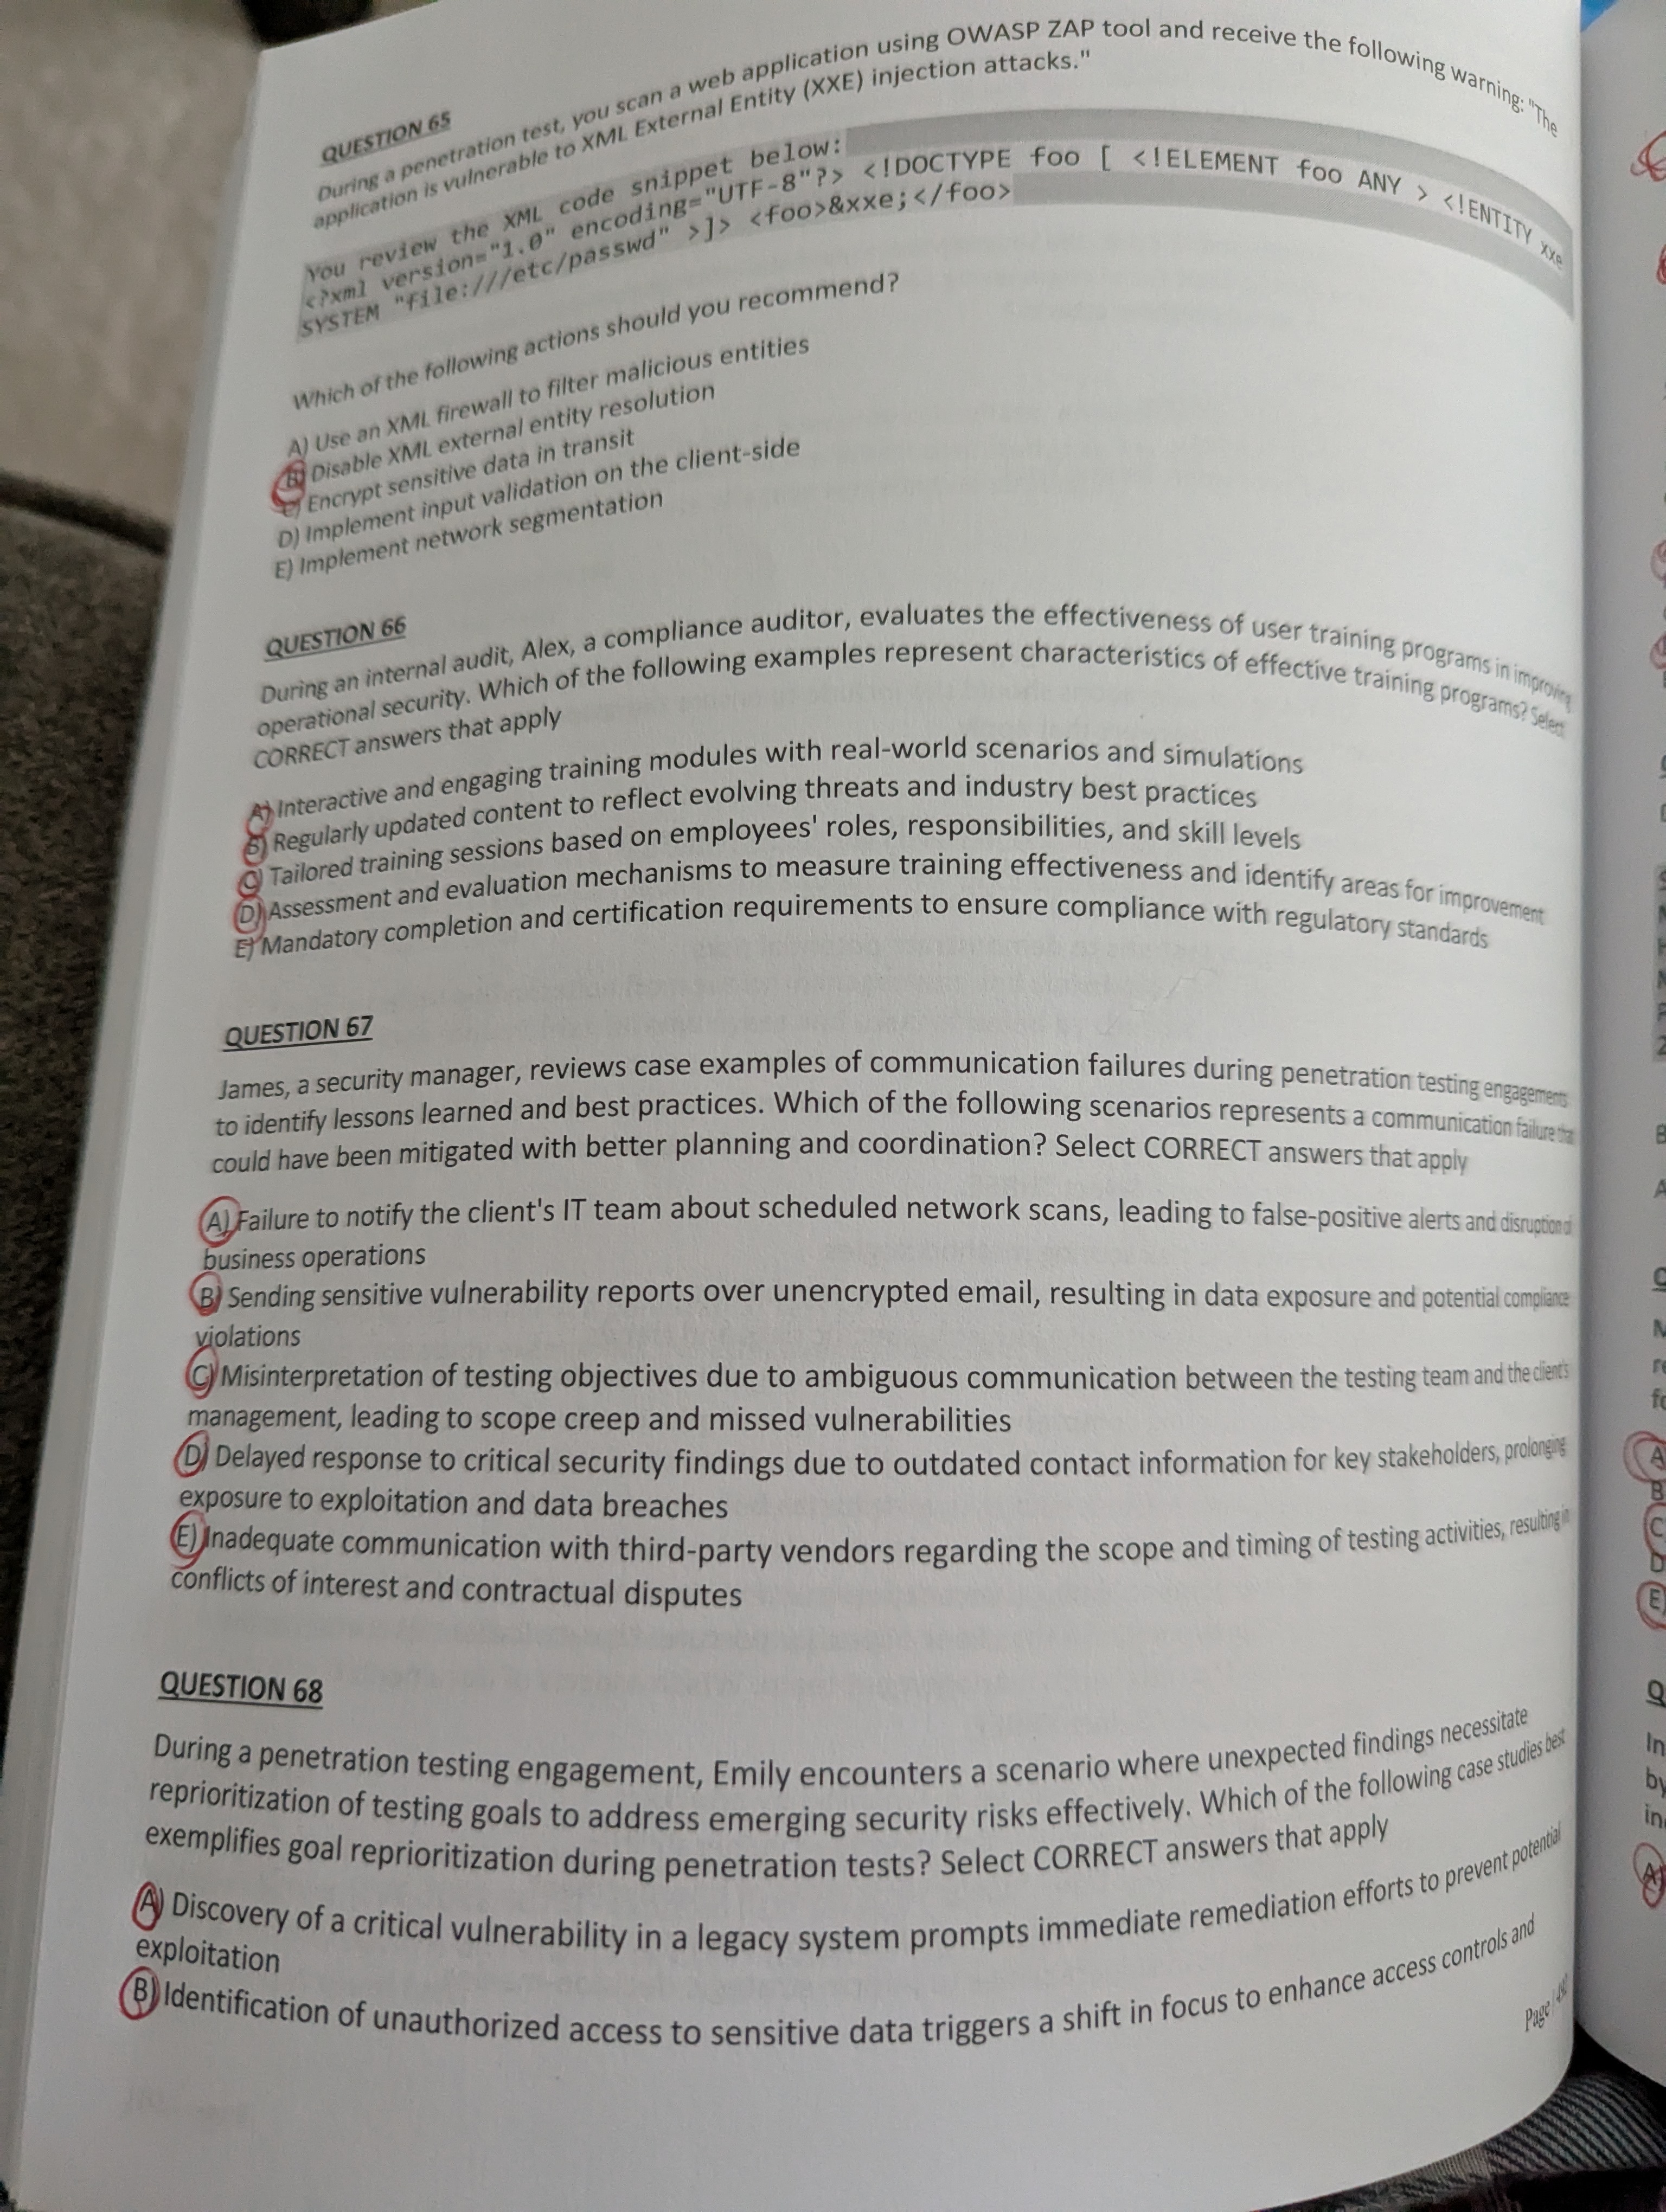 QUESTION 65
During a penetration test, you scan a web application using OWASP ZAP tool and receive the following warning: "The
application is vulnerable to XML External Entity (XXE) injection attacks."
You review the XML code snippet below:
<?xml version="1.0" encoding="UTF-8"?> <!DOCTYPE foo [ <!ELEMENT foo ANY > <!ENTITY xxe
SYSTEM "file:///etc/passwd" >]> <foo>&xxe;</foo>
Which of the following actions should you recommend?
A) Use an XML firewall to filter malicious entities
B) Disable XML external entity resolution
C) Encrypt sensitive data in transit
D) Implement input validation on the client-side
E) Implement network segmentation
QUESTION 66
During an internal audit, Alex, a compliance auditor, evaluates the effectiveness of user training programs in improving
operational security. Which of the following examples represent characteristics of effective training programs? Select
CORRECT answers that apply
A) Interactive and engaging training modules with real-world scenarios and simulations
B) Regularly updated content to reflect evolving threats and industry best practices
C) Tailored training sessions based on employees' roles, responsibilities, and skill levels
D) Assessment and evaluation mechanisms to measure training effectiveness and identify areas for improvement
E) Mandatory completion and certification requirements to ensure compliance with regulatory standards
QUESTION 67
James, a security manager, reviews case examples of communication failures during penetration testing engagements
to identify lessons learned and best practices. Which of the following scenarios represents a communication failure that
could have been mitigated with better planning and coordination? Select CORRECT answers that apply
A) Failure to notify the client's IT team about scheduled network scans, leading to false-positive alerts and disruption of
business operations
B) Sending sensitive vulnerability reports over unencrypted email, resulting in data exposure and potential compliance
violations
C) Misinterpretation of testing objectives due to ambiguous communication between the testing team and the client's
management, leading to scope creep and missed vulnerabilities
D) Delayed response to critical security findings due to outdated contact information for key stakeholders, prolonging
exposure to exploitation and data breaches
E) Inadequate communication with third-party vendors regarding the scope and timing of testing activities, resulting in
conflicts of interest and contractual disputes
QUESTION 68
During a penetration testing engagement, Emily encounters a scenario where unexpected findings necessitate
reprioritization of testing goals to address emerging security risks effectively. Which of the following case studies best
exemplifies goal reprioritization during penetration tests? Select CORRECT answers that apply
A) Discovery of a critical vulnerability in a legacy system prompts immediate remediation efforts to prevent potential
exploitation
B) Identification of unauthorized access to sensitive data triggers a shift in focus to enhance access controls and
Page |